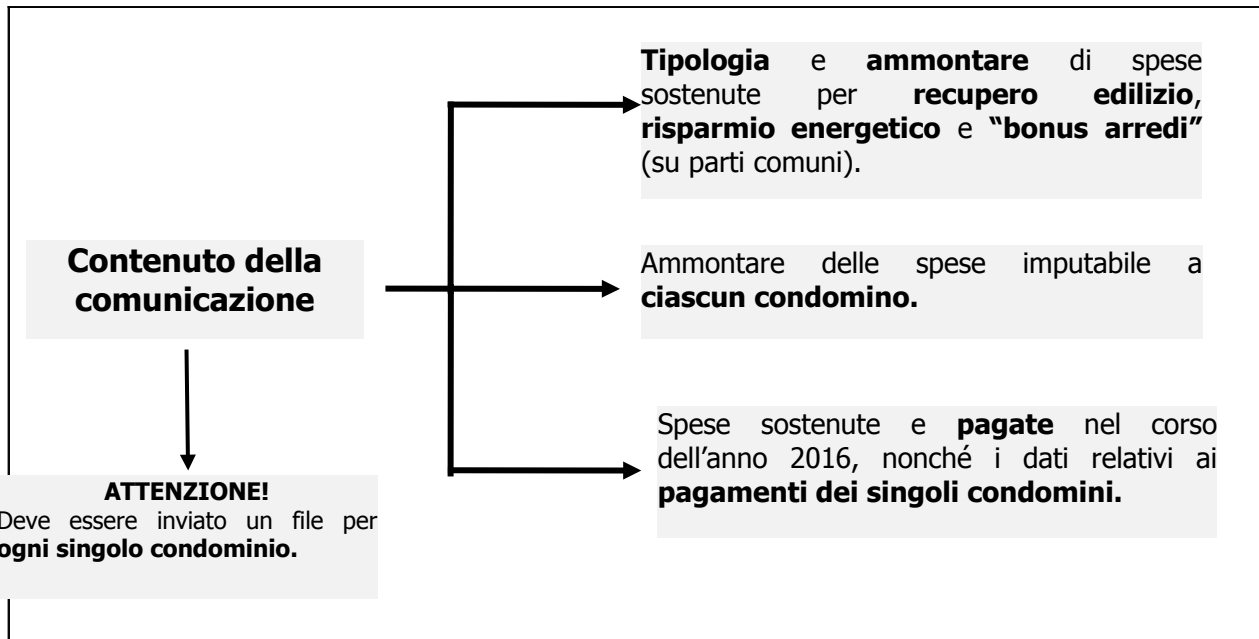 Contenuto della
comunicazione
Tipologia e ammontare di spese
sostenute per recupero edilizio,
risparmio energetico e “bonus arredi”
(su parti comuni).
Ammontare delle spese imputabile a
ciascun condomino.
Spese sostenute e pagate nel corso
dell’anno 2016, nonché i dati relativi ai
pagamenti dei singoli condomini.
ATTENZIONE!
Deve essere inviato un file per
ogni singolo condominio.